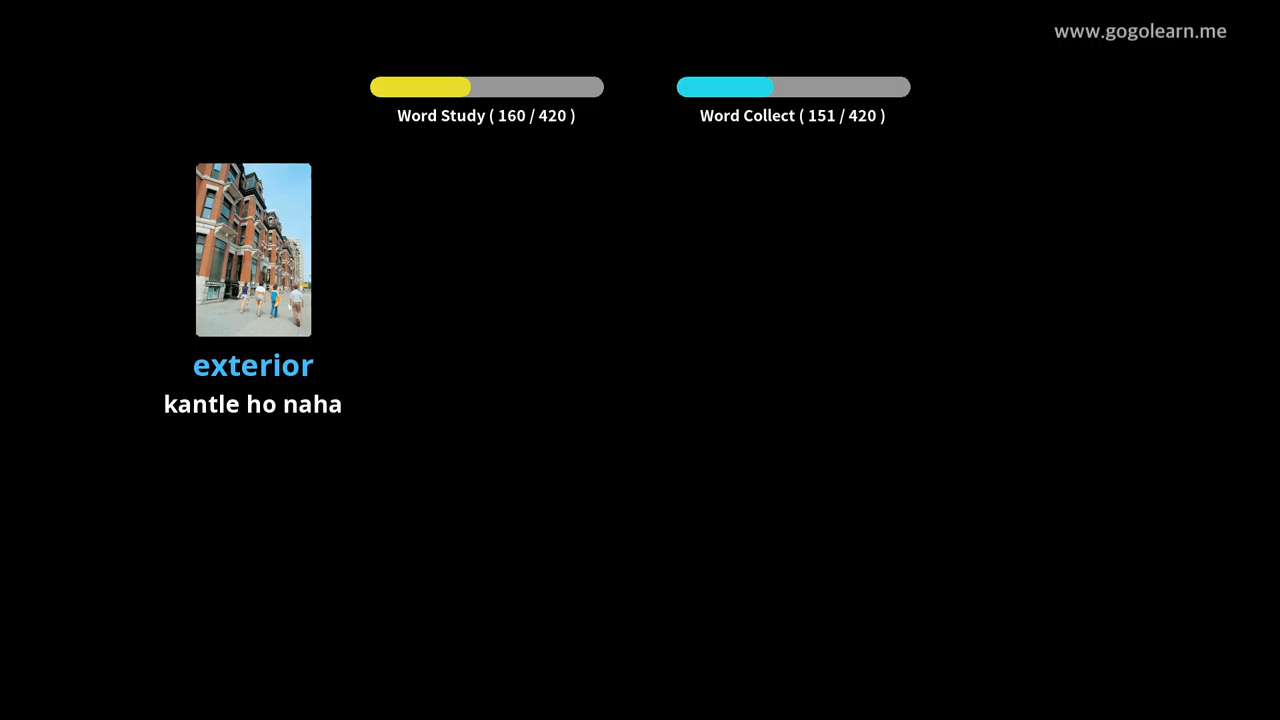 www.gogolearn.me
Word Study ( 160 / 420 )
Word Collect ( 151 / 420 )
exterior
kantle ho naha